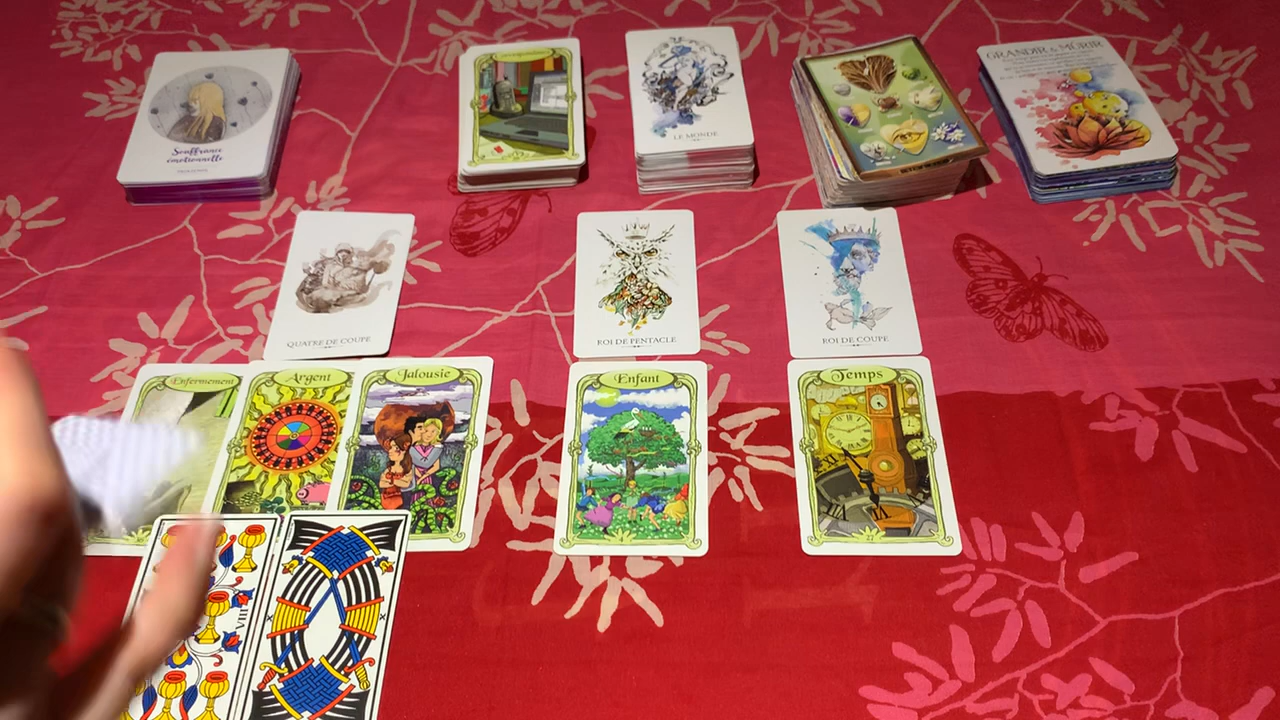 Souffrance
émotionnelle
LE MONDE
GRANDIR & MÛRIR
QUATRE DE COUPE
ROI DE PENTACLE
ROI DE COUPE
Enfermement
Argent
Jalousie
Enfant
Temps
VIII
X
X